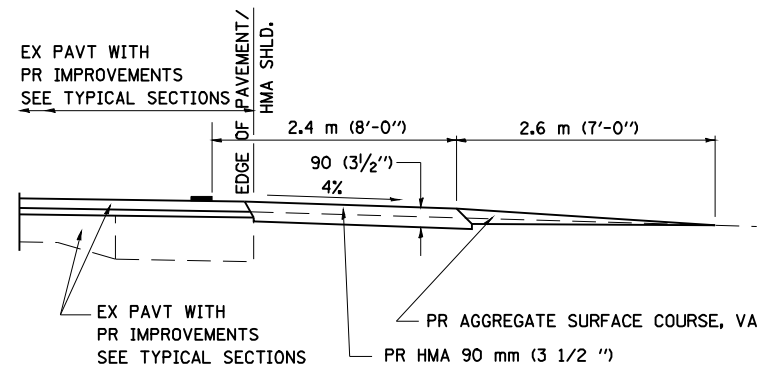 EX PAVT WITH
PR IMPROVEMENTS
SEE TYPICAL SECTIONS
EDGE OF PAVEMENT/
HMA SHLD.
2.4 m (8'-0")
2.6 m (7'-0")
90 (3½")
4%
EX PAVT WITH
PR IMPROVEMENTS
SEE TYPICAL SECTIONS
PR AGGREGATE SURFACE COURSE, VA
PR HMA 90 mm (3 1/2 ")